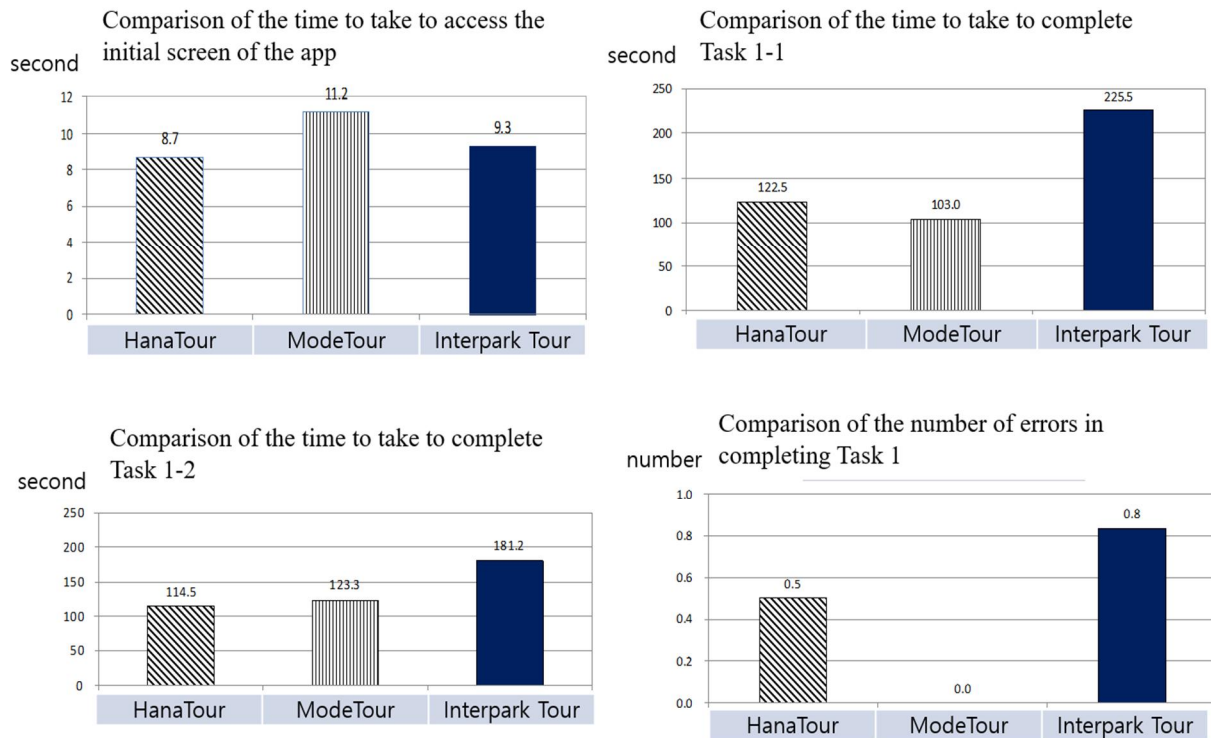 Comparison of the time to take to access the
initial screen of the app
second
12
10
8
6
4
2
0
8.7
11.2
9.3
HanaTour
ModeTour
Interpark Tour
Comparison of the time to take to complete
Task 1-1
second
250
200
150
100
50
0
122.5
103.0
225.5
HanaTour
ModeTour
Interpark Tour
Comparison of the time to take to complete
Task 1-2
second
250
200
150
100
50
0
114.5
123.3
181.2
HanaTour
ModeTour
Interpark Tour
Comparison of the number of errors in
completing Task 1
number
1.0
0.8
0.6
0.4
0.2
0.0
0.5
0.0
0.8
HanaTour
ModeTour
Interpark Tour